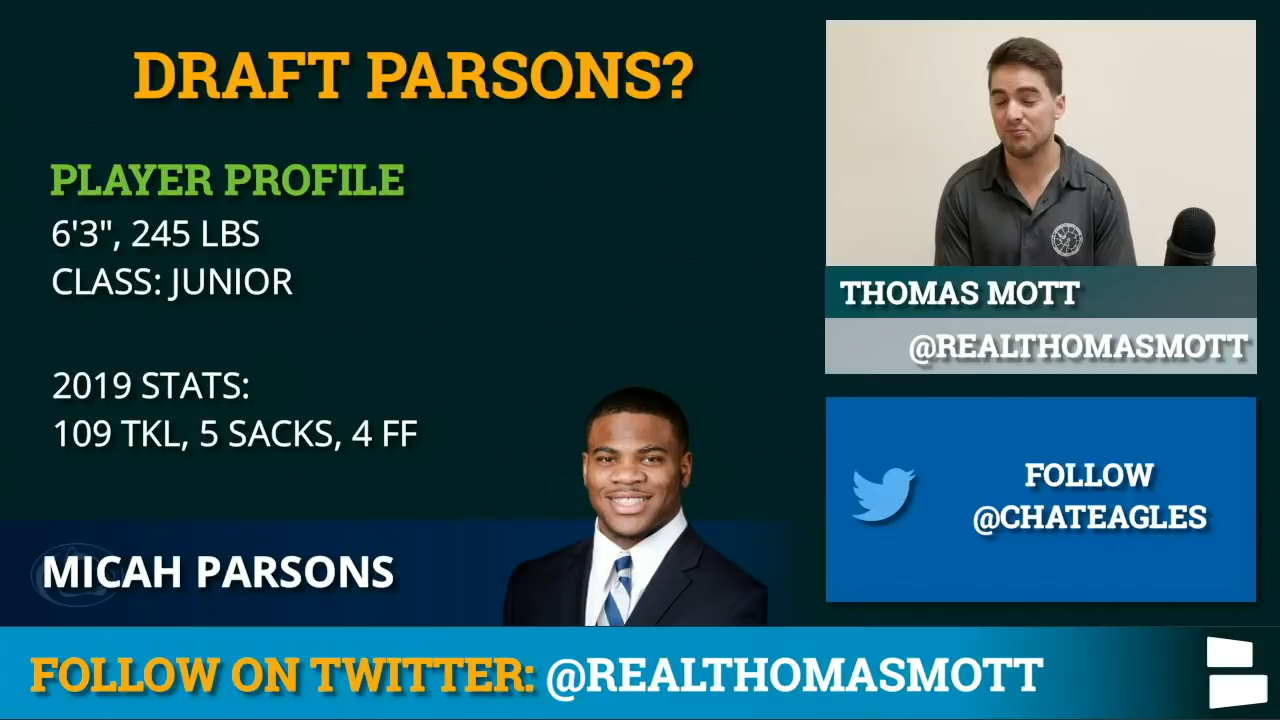 DRAFT PARSONS?
PLAYER PROFILE
6'3", 245 LBS
CLASS: JUNIOR
2019 STATS:
109 TKL, 5 SACKS, 4 FF
MICAH PARSONS
THOMAS MOTT
@REALTHOMASMOTT
FOLLOW
@CHATEAGLES
FOLLOW ON TWITTER: @REALTHOMASMOTT